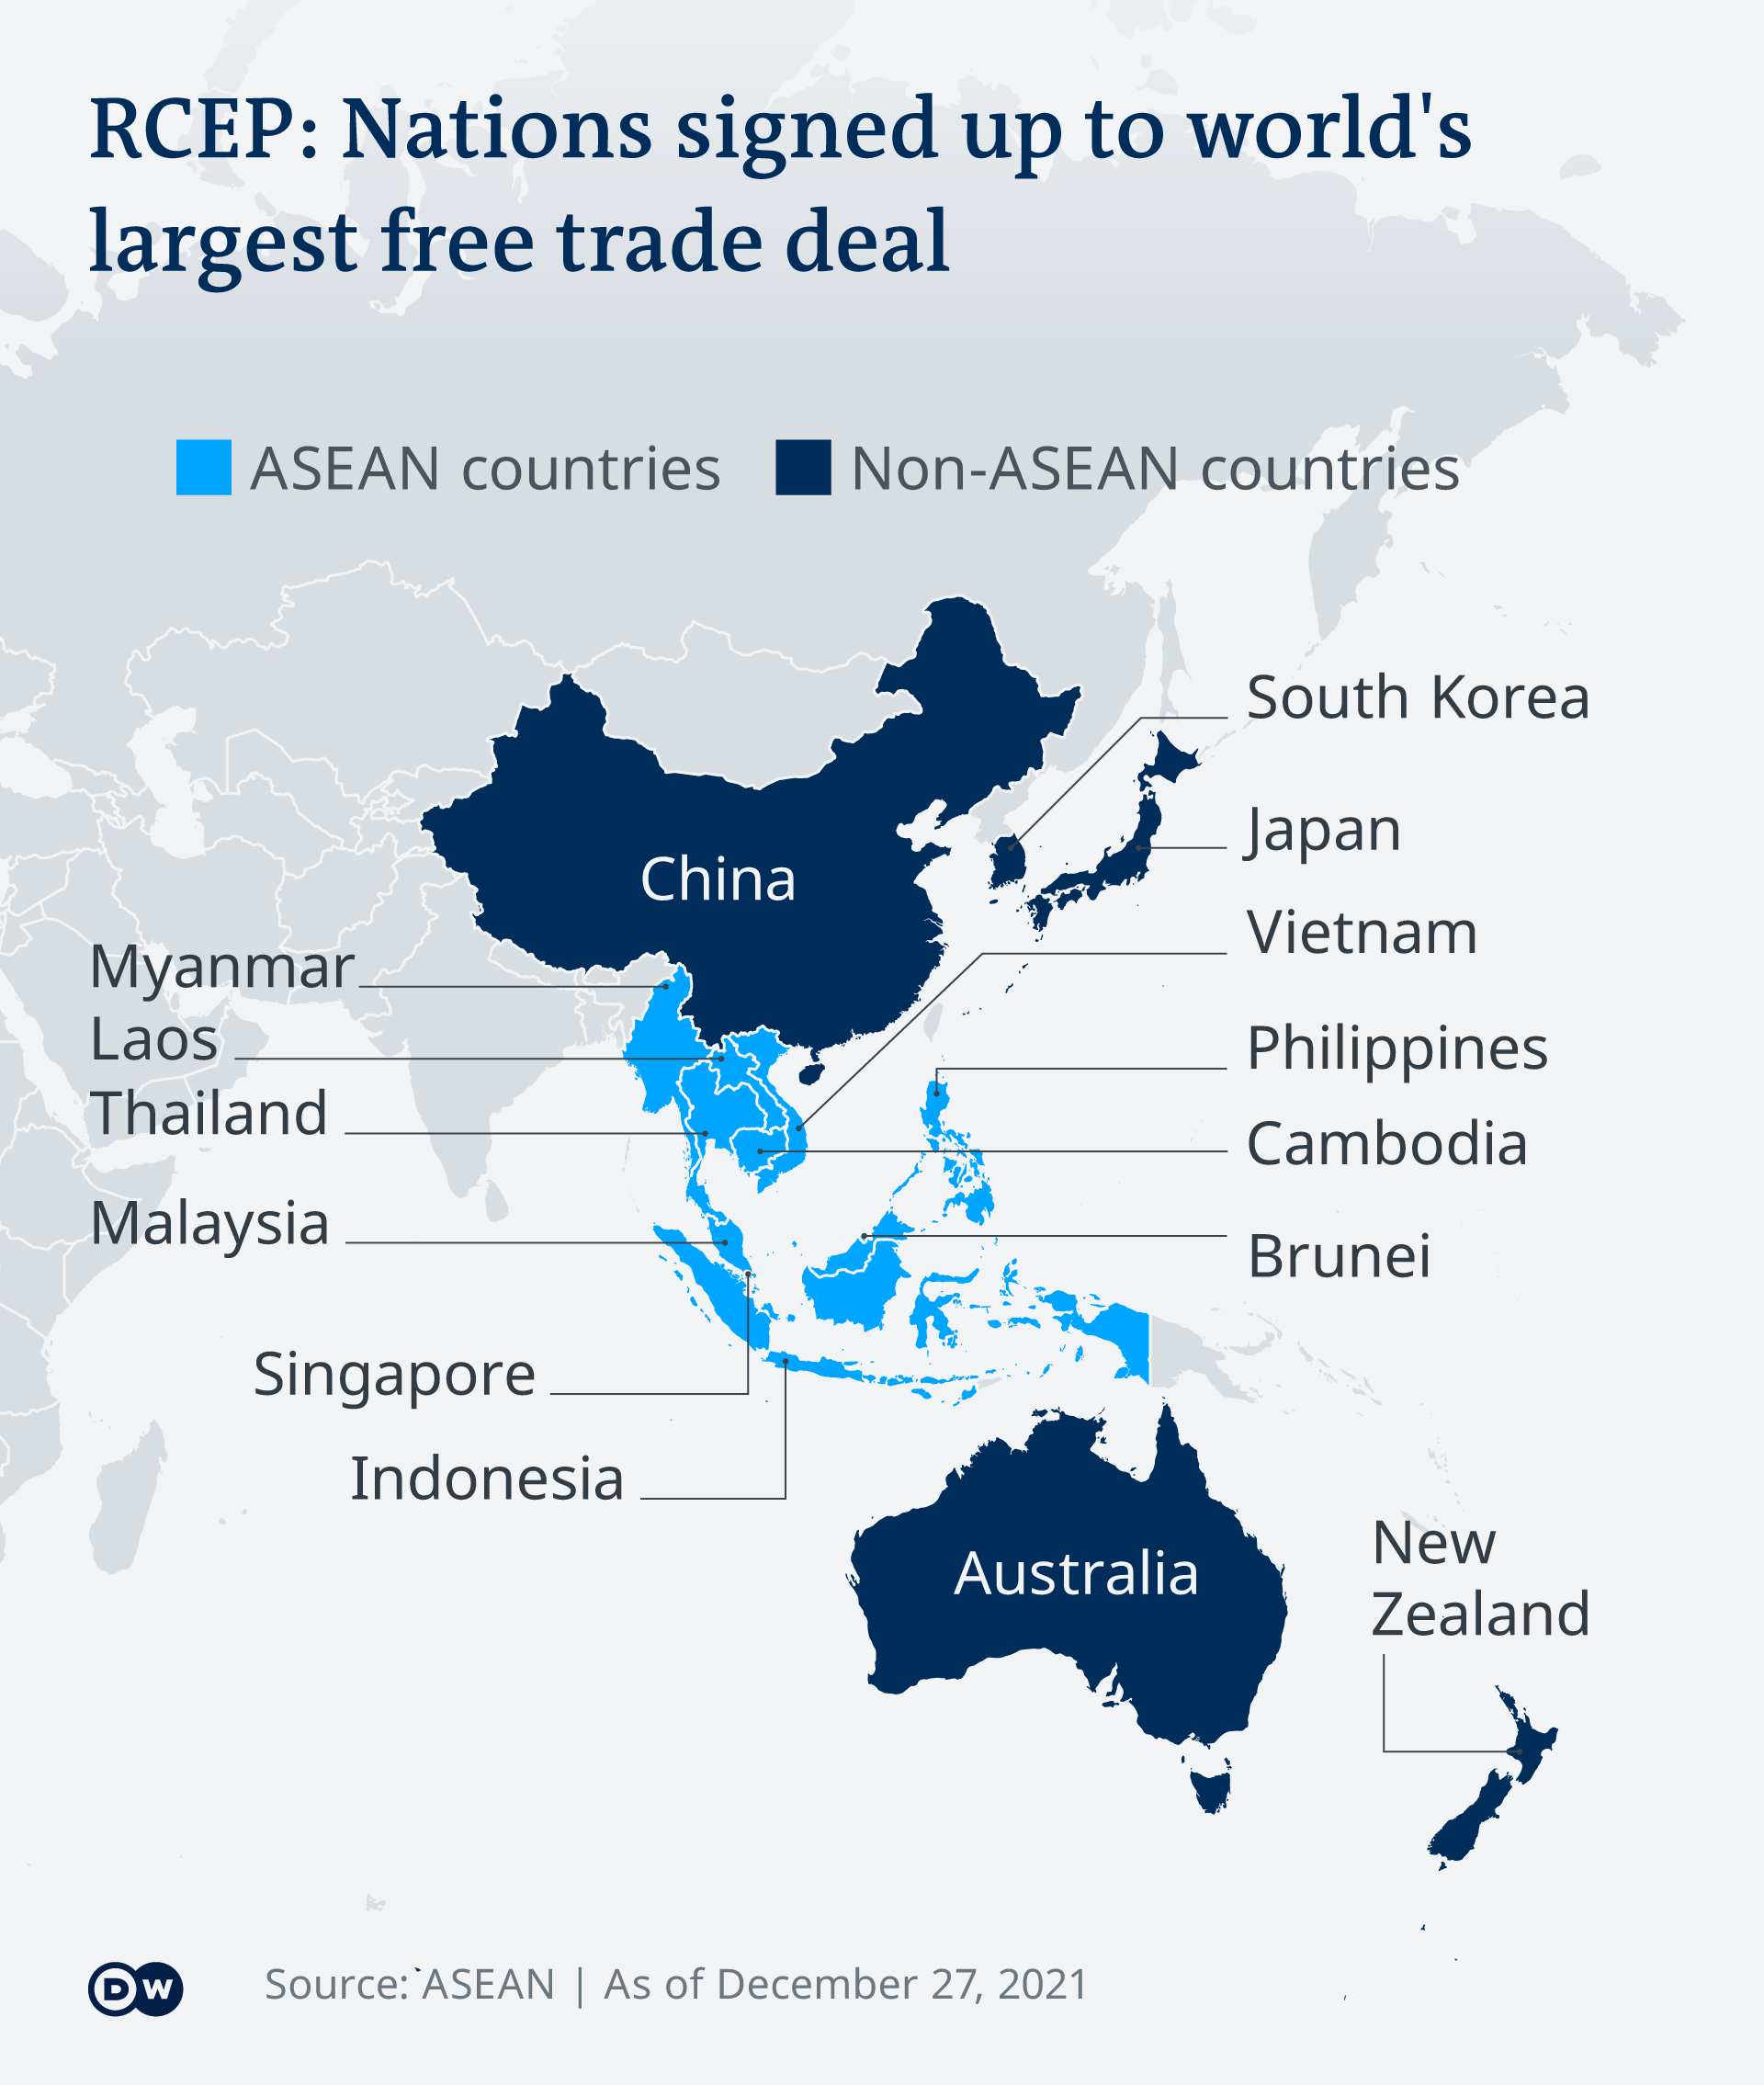 RCEP: Nations signed up to world's
largest free trade deal
ASEAN countries
Non-ASEAN countries
South Korea
Japan
China
Vietnam
Myanmar
Laos
Philippines
Thailand
Cambodia
Malaysia
Brunei
Singapore
Indonesia
Australia
New
Zealand
DW
Source: ASEAN | As of December 27, 2021